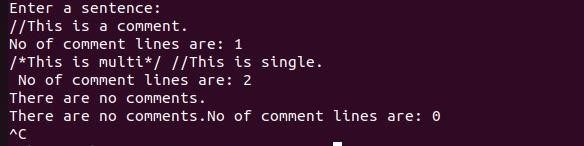 Enter a sentence:
//This is a comment.
No of comment lines are: 1
/*This is multi*/ //This is single.
 No of comment lines are: 2
There are no comments.
There are no comments.No of comment lines are: 0
^C